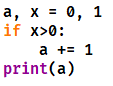 a, x = 0, 1
if x>0:
    a += 1
print(a)